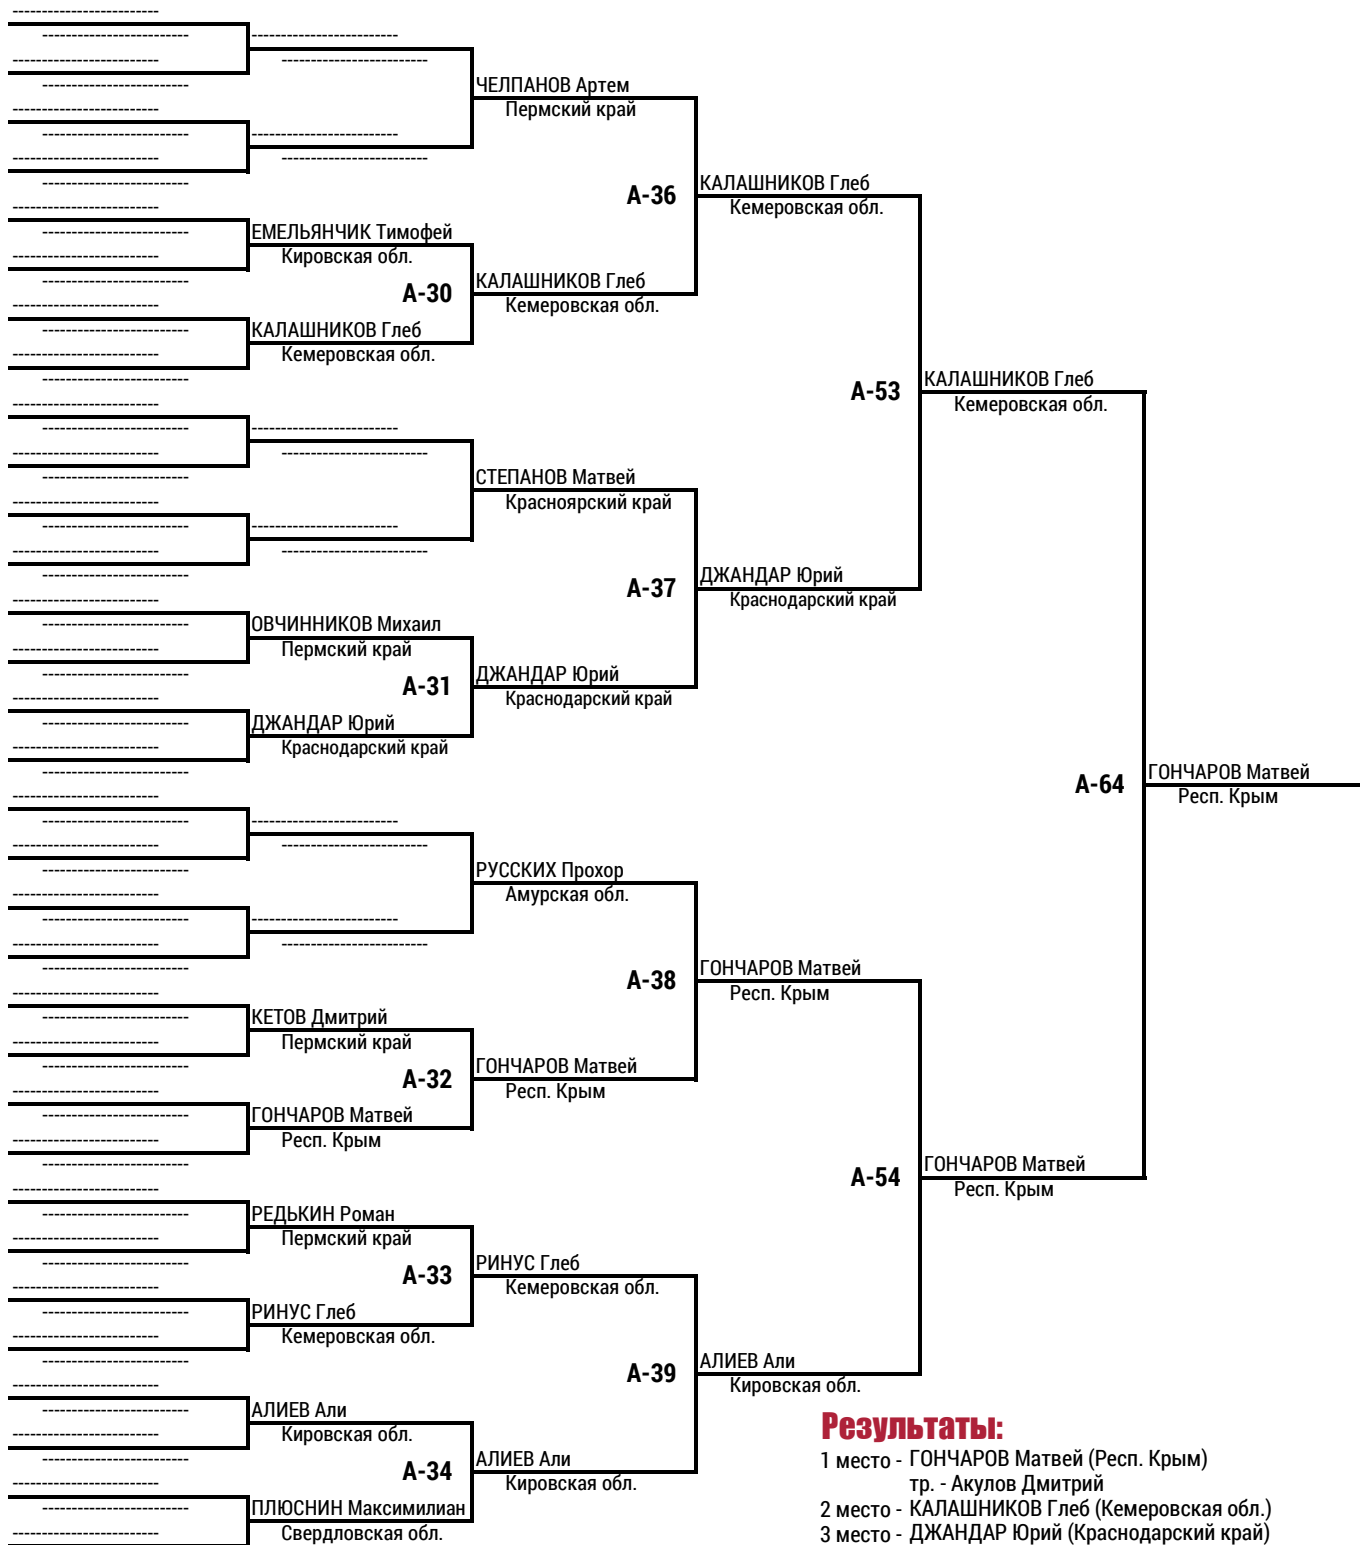 ЧЕЛПАНОВ Артем
Пермский край
А-36
КАЛАШНИКОВ Глеб
Кемеровская обл.
ЕМЕЛЬЯНЧИК Тимофей
Кировская обл.
А-30
КАЛАШНИКОВ Глеб
Кемеровская обл.
КАЛАШНИКОВ Глеб
Кемеровская обл.
А-53
КАЛАШНИКОВ Глеб
Кемеровская обл.
СТЕПАНОВ Матвей
Красноярский край
А-37
ДЖАНДАР Юрий
Краснодарский край
ОВЧИННИКОВ Михаил
Пермский край
А-31
ДЖАНДАР Юрий
Краснодарский край
ДЖАНДАР Юрий
Краснодарский край
А-64
ГОНЧАРОВ Матвей
Респ. Крым
РУССКИХ Прохор
Амурская обл.
А-38
ГОНЧАРОВ Матвей
Респ. Крым
КЕТОВ Дмитрий
Пермский край
А-32
ГОНЧАРОВ Матвей
Респ. Крым
ГОНЧАРОВ Матвей
Респ. Крым
А-54
ГОНЧАРОВ Матвей
Респ. Крым
РЕДЬКИН Роман
Пермский край
А-33
РИНУС Глеб
Кемеровская обл.
РИНУС Глеб
Кемеровская обл.
А-39
АЛИЕВ Али
Кировская обл.
АЛИЕВ Али
Кировская обл.
А-34
АЛИЕВ Али
Кировская обл.
ПЛЮСНИН Максимилиан
Свердловская обл.
Результаты:
1 место - ГОНЧАРОВ Матвей (Респ. Крым)
тр. - Акулов Дмитрий
2 место - КАЛАШНИКОВ Глеб (Кемеровская обл.)
3 место - ДЖАНДАР Юрий (Краснодарский край)